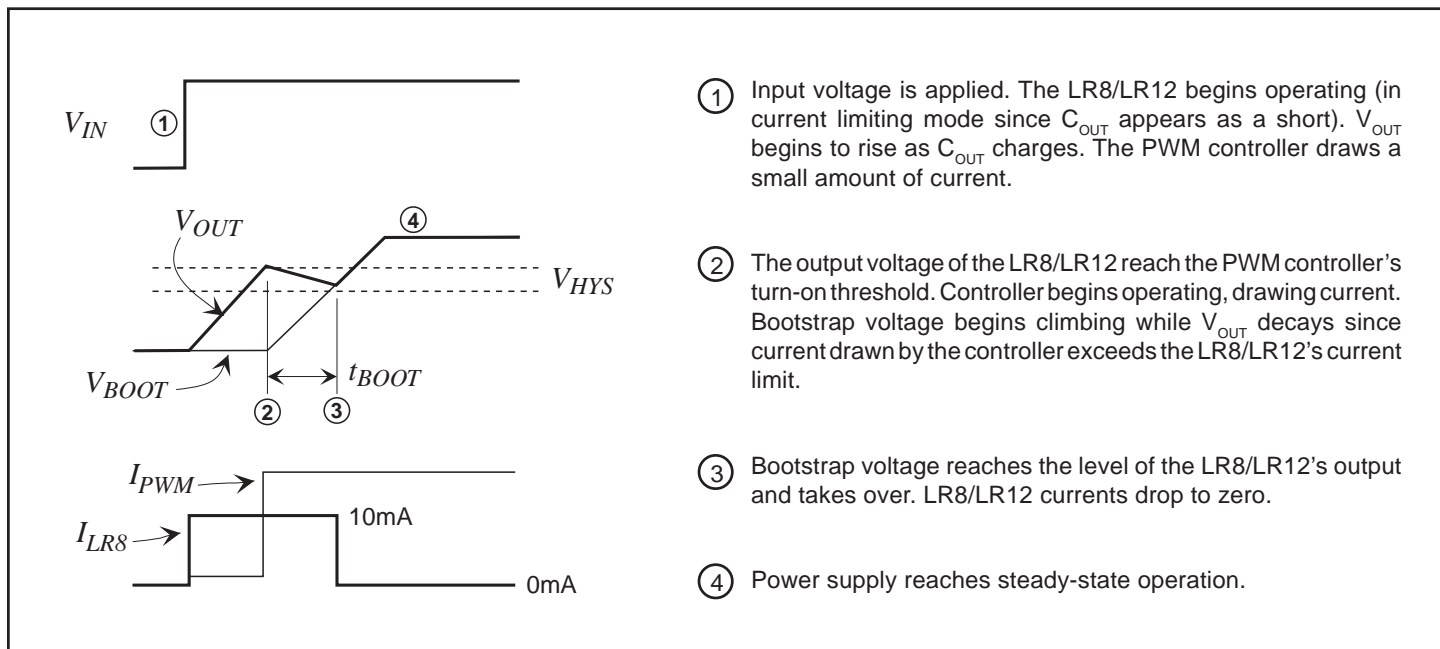 V_IN
1
V_OUT
4
V_HYS
V_BOOT
t_BOOT
2
3
I_PWM
10mA
I_LR8
0mA
1
Input voltage is applied. The LR8/LR12 begins operating (in
current limiting mode since C_OUT appears as a short). V_OUT
begins to rise as C_OUT charges. The PWM controller draws a
small amount of current.
2
The output voltage of the LR8/LR12 reach the PWM controller’s
turn-on threshold. Controller begins operating, drawing current.
Bootstrap voltage begins climbing while V_OUT decays since
current drawn by the controller exceeds the LR8/LR12’s current
limit.
3
Bootstrap voltage reaches the level of the LR8/LR12’s output
and takes over. LR8/LR12 currents drop to zero.
4
Power supply reaches steady-state operation.